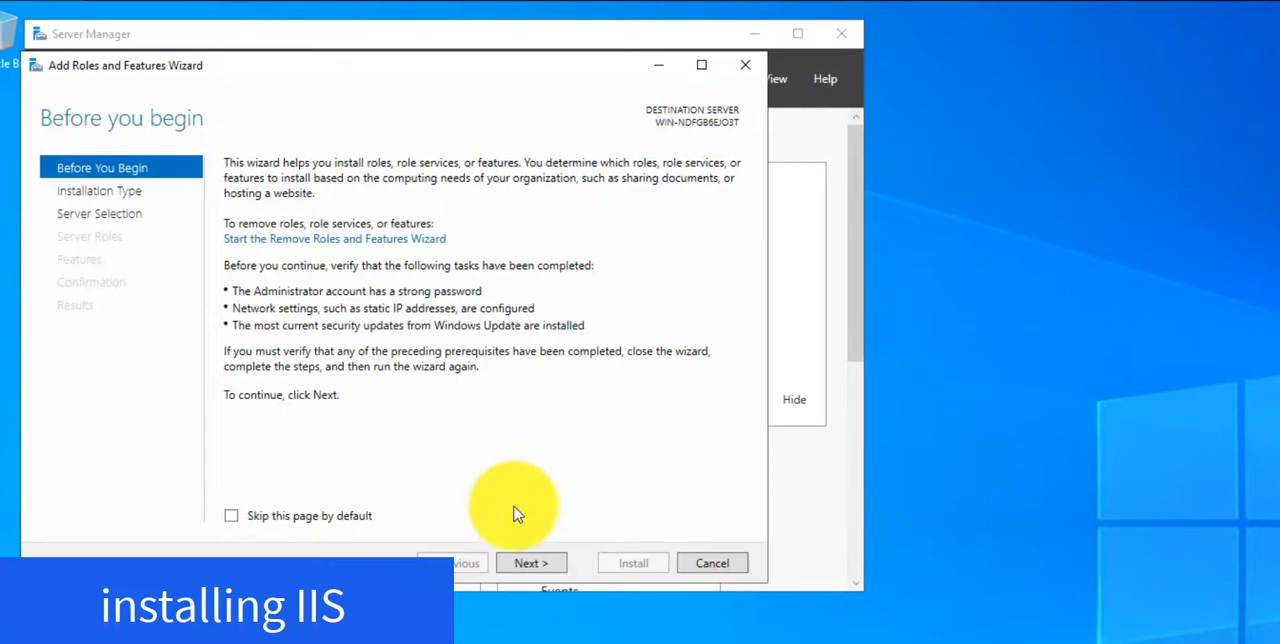 Server Manager
Add Roles and Features Wizard
Help
Before you begin
DESTINATION SERVER
WIN-NDFGB6EJO3T
Before You Begin
Installation Type
Server Selection
Server Roles
Features
Confirmation
Results
This wizard helps you install roles, role services, or features. You determine which roles, role services, or
features to install based on the computing needs of your organization, such as sharing documents, or
hosting a website.
To remove roles, role services, or features:
Start the Remove Roles and Features Wizard
Before you continue, verify that the following tasks have been completed:
• The Administrator account has a strong password
• Network settings, such as static IP addresses, are configured
• The most current security updates from Windows Update are installed
If you must verify that any of the preceding prerequisites have been completed, close the wizard,
complete the steps, and then run the wizard again.
To continue, click Next.
Hide
Skip this page by default
Next >
Install
Cancel
installing IIS